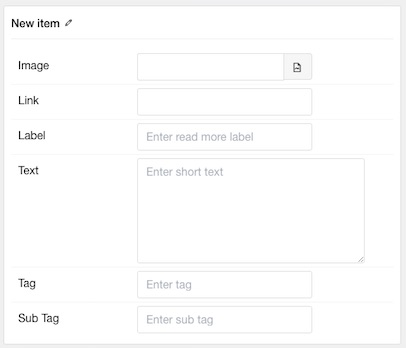 New item
Image
Link
Label
Enter read more label
Text
Enter short text
Tag
Enter tag
Sub Tag
Enter sub tag